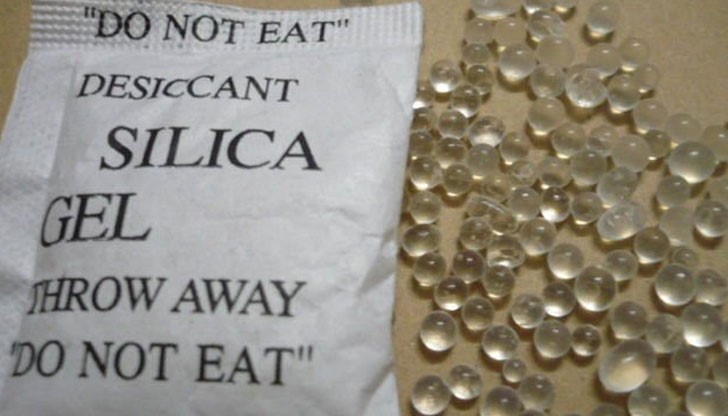 "DO NOT EAT"
DESICCANT
SILICA
GEL
THROW AWAY
"DO NOT EAT"